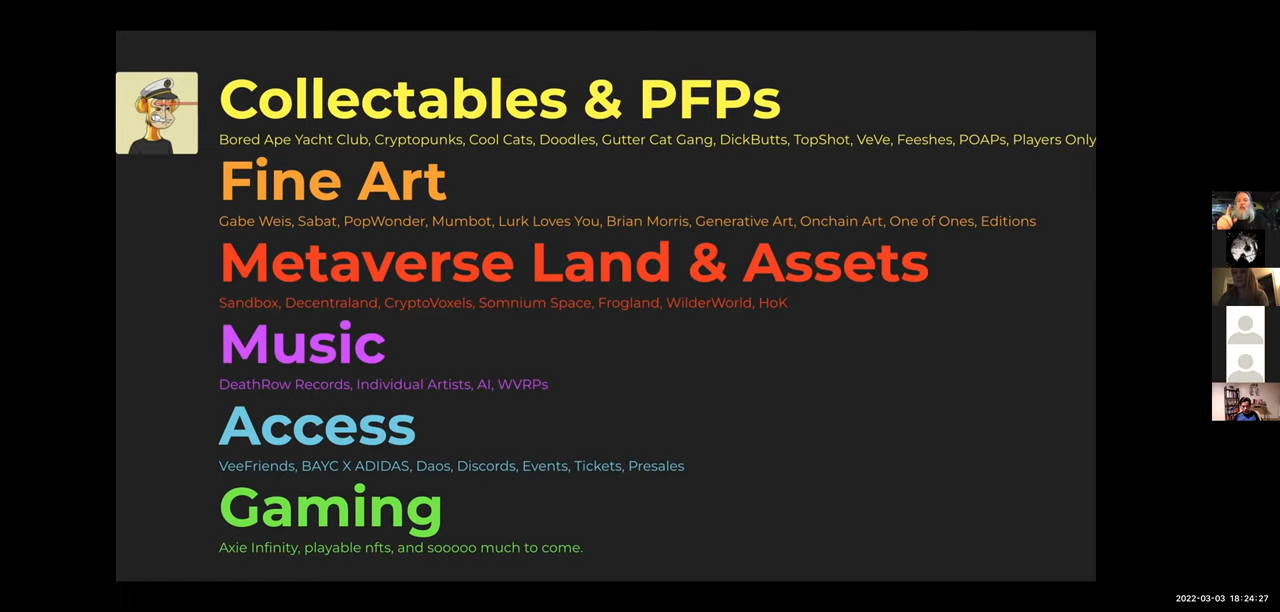 Collectables & PFPs
Bored Ape Yacht Club, Cryptopunks, Cool Cats, Doodles, Gutter Cat Gang, DickButts, TopShot, VeVe, Feeshes, POAPs, Players Only
Fine Art
Gabe Weis, Sabat, PopWonder, Mumbot, Lurk Loves You, Brian Morris, Generative Art, Onchain Art, One of Ones, Editions
Metaverse Land & Assets
Sandbox, Decentraland, CryptoVoxels, Somnium Space, Frogland, WilderWorld, HoK
Music
DeathRow Records, Individual Artists, AI, WVRPs
Access
VeeFriends, BAYC X ADIDAS, Daos, Discords, Events, Tickets, Presales
Gaming
Axie Infinity, playable nfts, and sooooo much to come.
2022-03-03 18:24:27